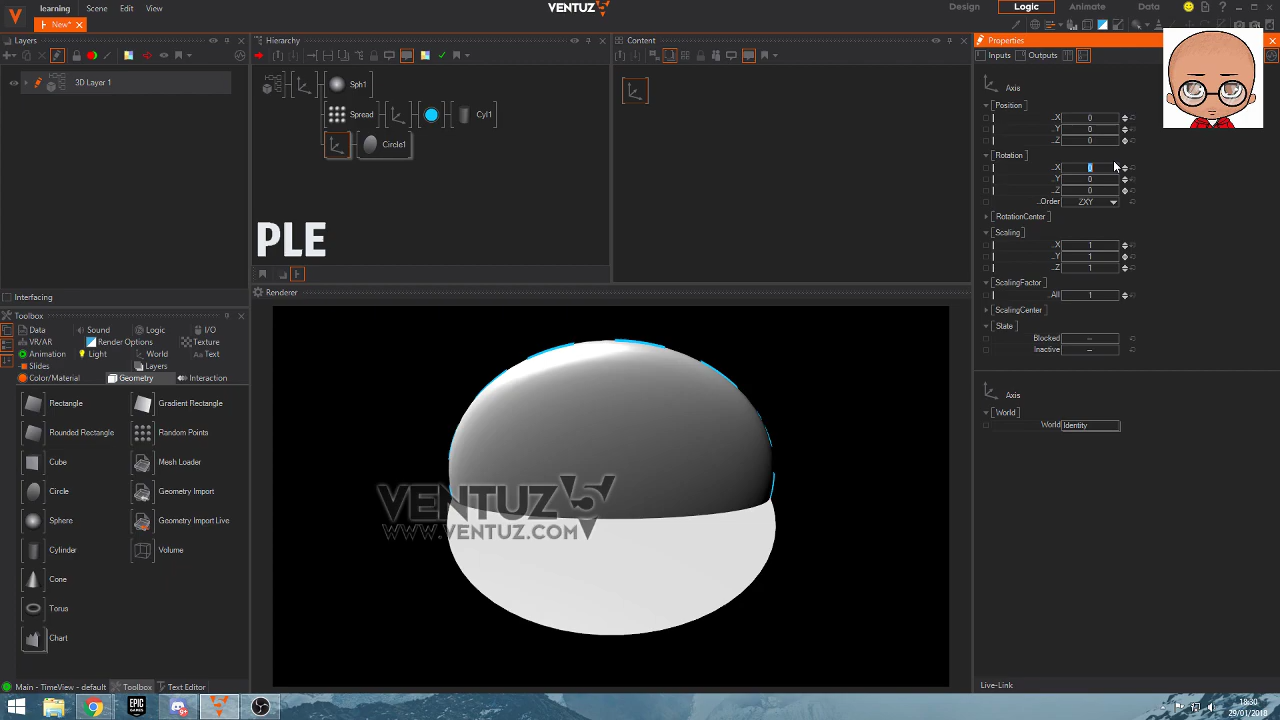 learning Scene Edit View
VENTUZ
Design Logic Animate Data
New*
Layers
Hierarchy
Content
Properties
Inputs Outputs
3D Layer 1
Sph1
Spread Cyl1
Circle1
PLE
Axis
Position
..X 0
..Y 0
..Z 0
Rotation
..X 0
..Y 0
..Z 0
..Order ZXY
RotationCenter
Scaling
..X 1
..Y 1
..Z 1
ScalingFactor
..All 1
ScalingCenter
State
Blocked --
Inactive --
Axis
World
World Identity
Interfacing
Toolbox
Data Sound Logic I/O
VR/AR Render Options Texture
Animation Light World Text
Slides Layers
Color/Material Geometry Interaction
Rectangle Gradient Rectangle
Rounded Rectangle Random Points
Cube Mesh Loader
Circle Geometry Import
Sphere Geometry Import Live
Cylinder Volume
Cone
Torus
Chart
Renderer
VENTUZ 5
WWW.VENTUZ.COM
Main - TimeView - default Toolbox Text Editor
Live-Link
EPIC GAMES
18:30
29/01/2018